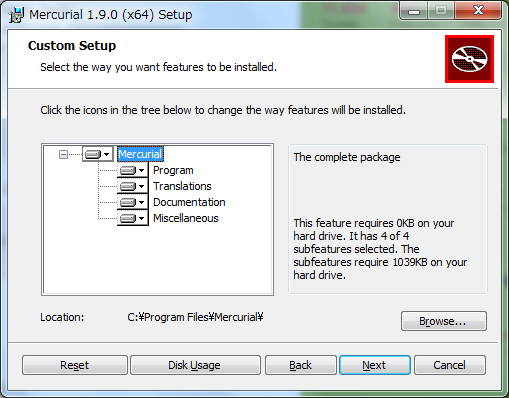 Mercurial 1.9.0 (x64) Setup
Custom Setup
Select the way you want features to be installed.
Click the icons in the tree below to change the way features will be installed.
Mercurial
Program
Translations
Documentation
Miscellaneous
The complete package
This feature requires 0KB on your
hard drive. It has 4 of 4
subfeatures selected. The
subfeatures require 1039KB on your
hard drive.
Location: C:¥Program Files¥Mercurial¥
Browse...
Reset Disk Usage Back Next Cancel